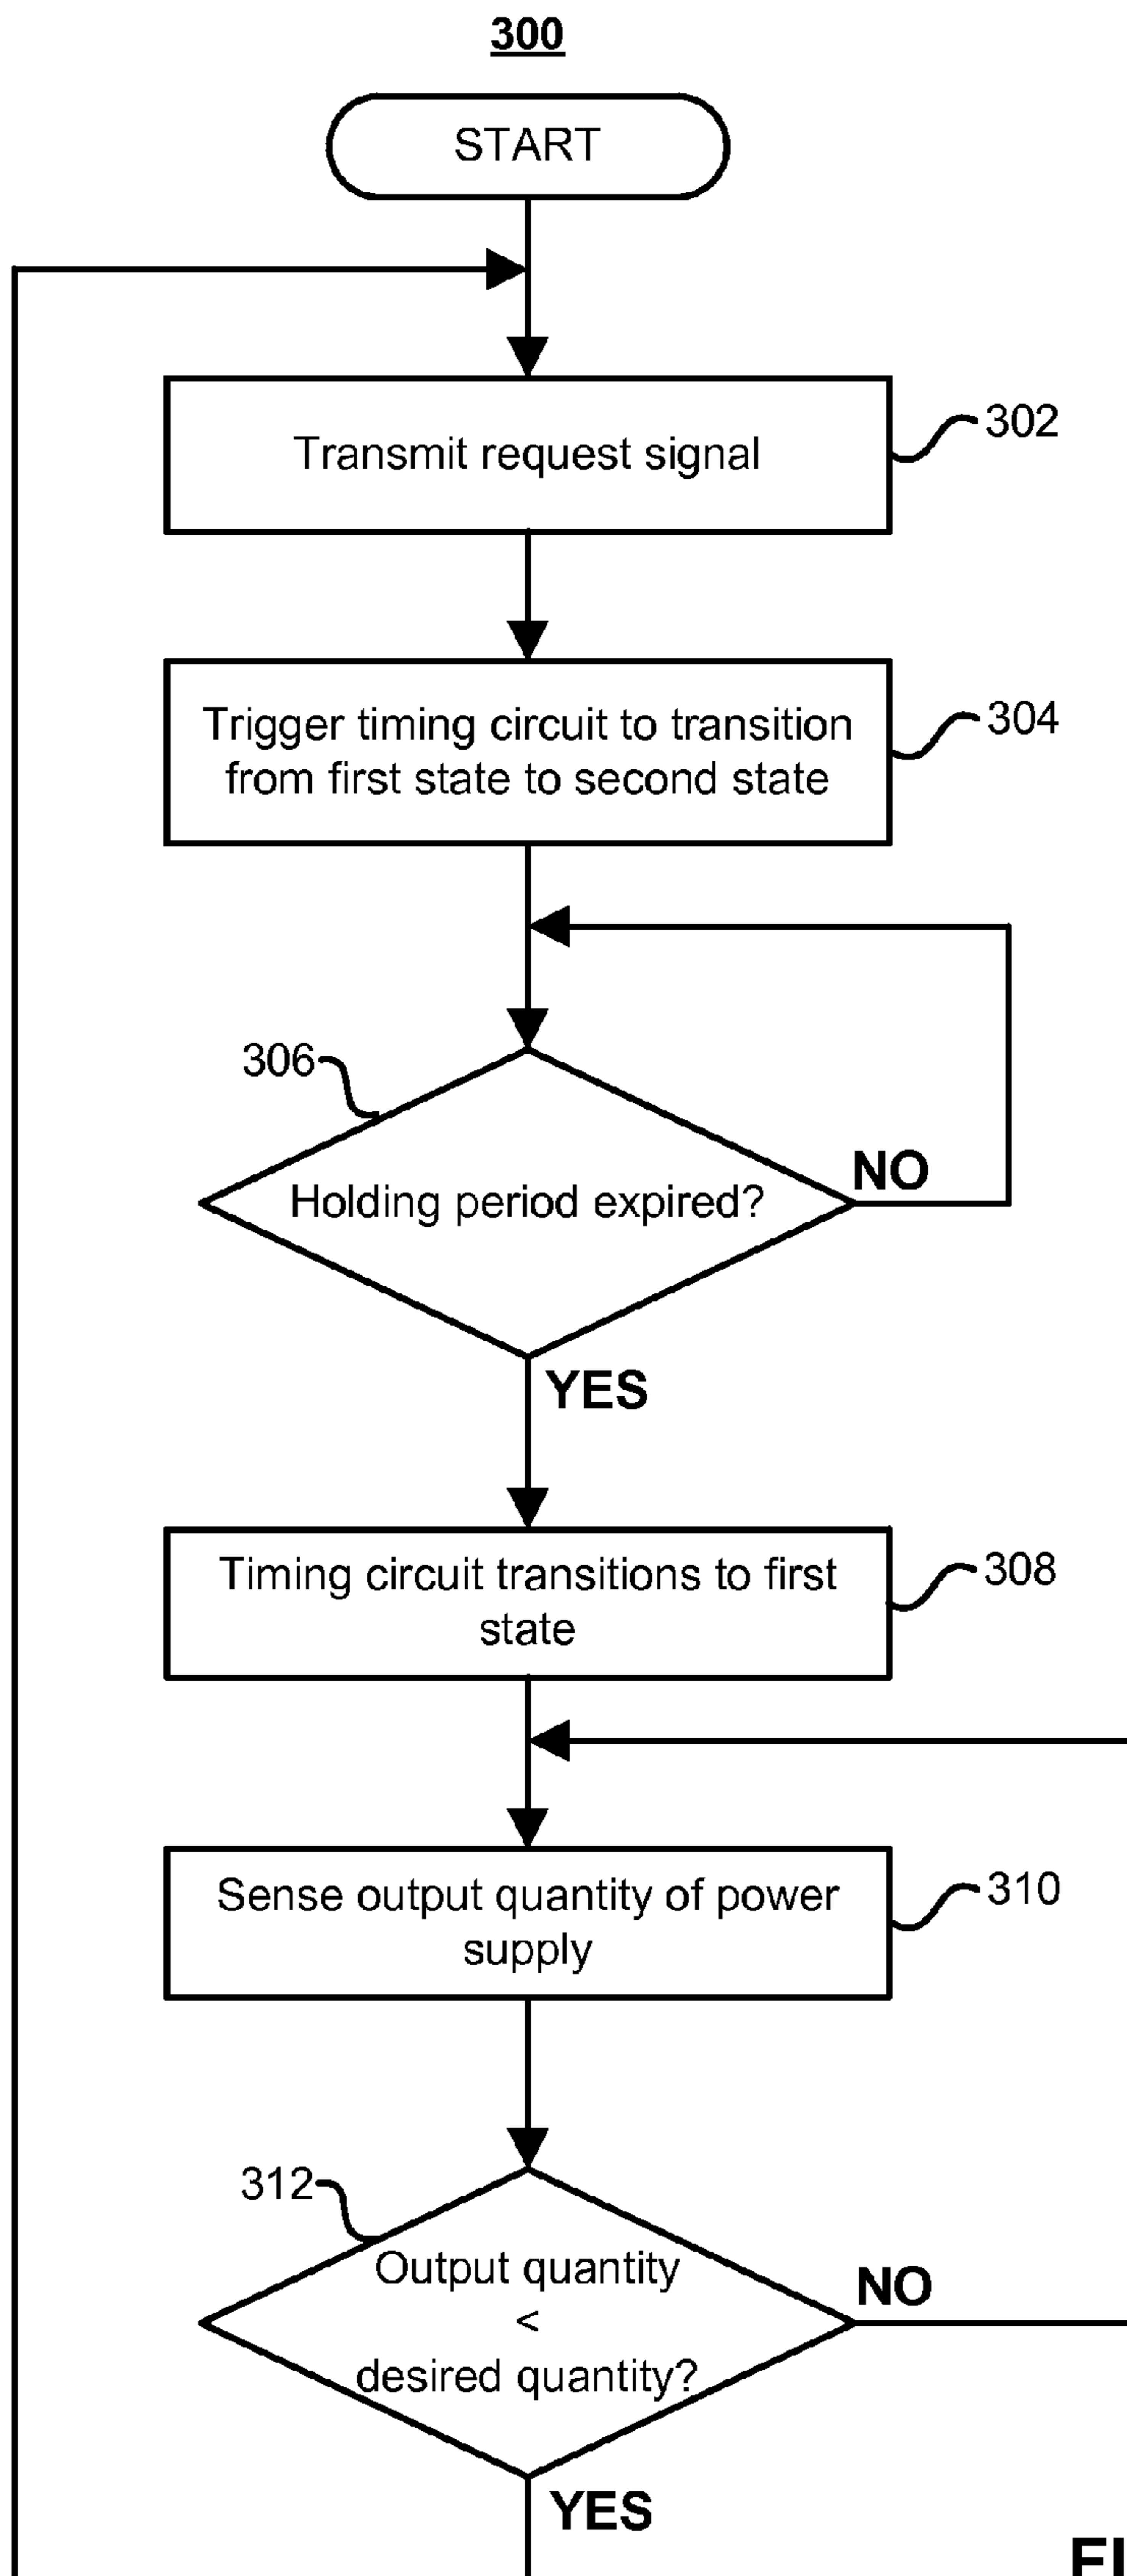 300
START
Transmit request signal
302
Trigger timing circuit to transition
from first state to second state
304
306
Holding period expired?
NO
YES
Timing circuit transitions to first
state
308
Sense output quantity of power
supply
310
312
Output quantity
<
desired quantity?
NO
YES